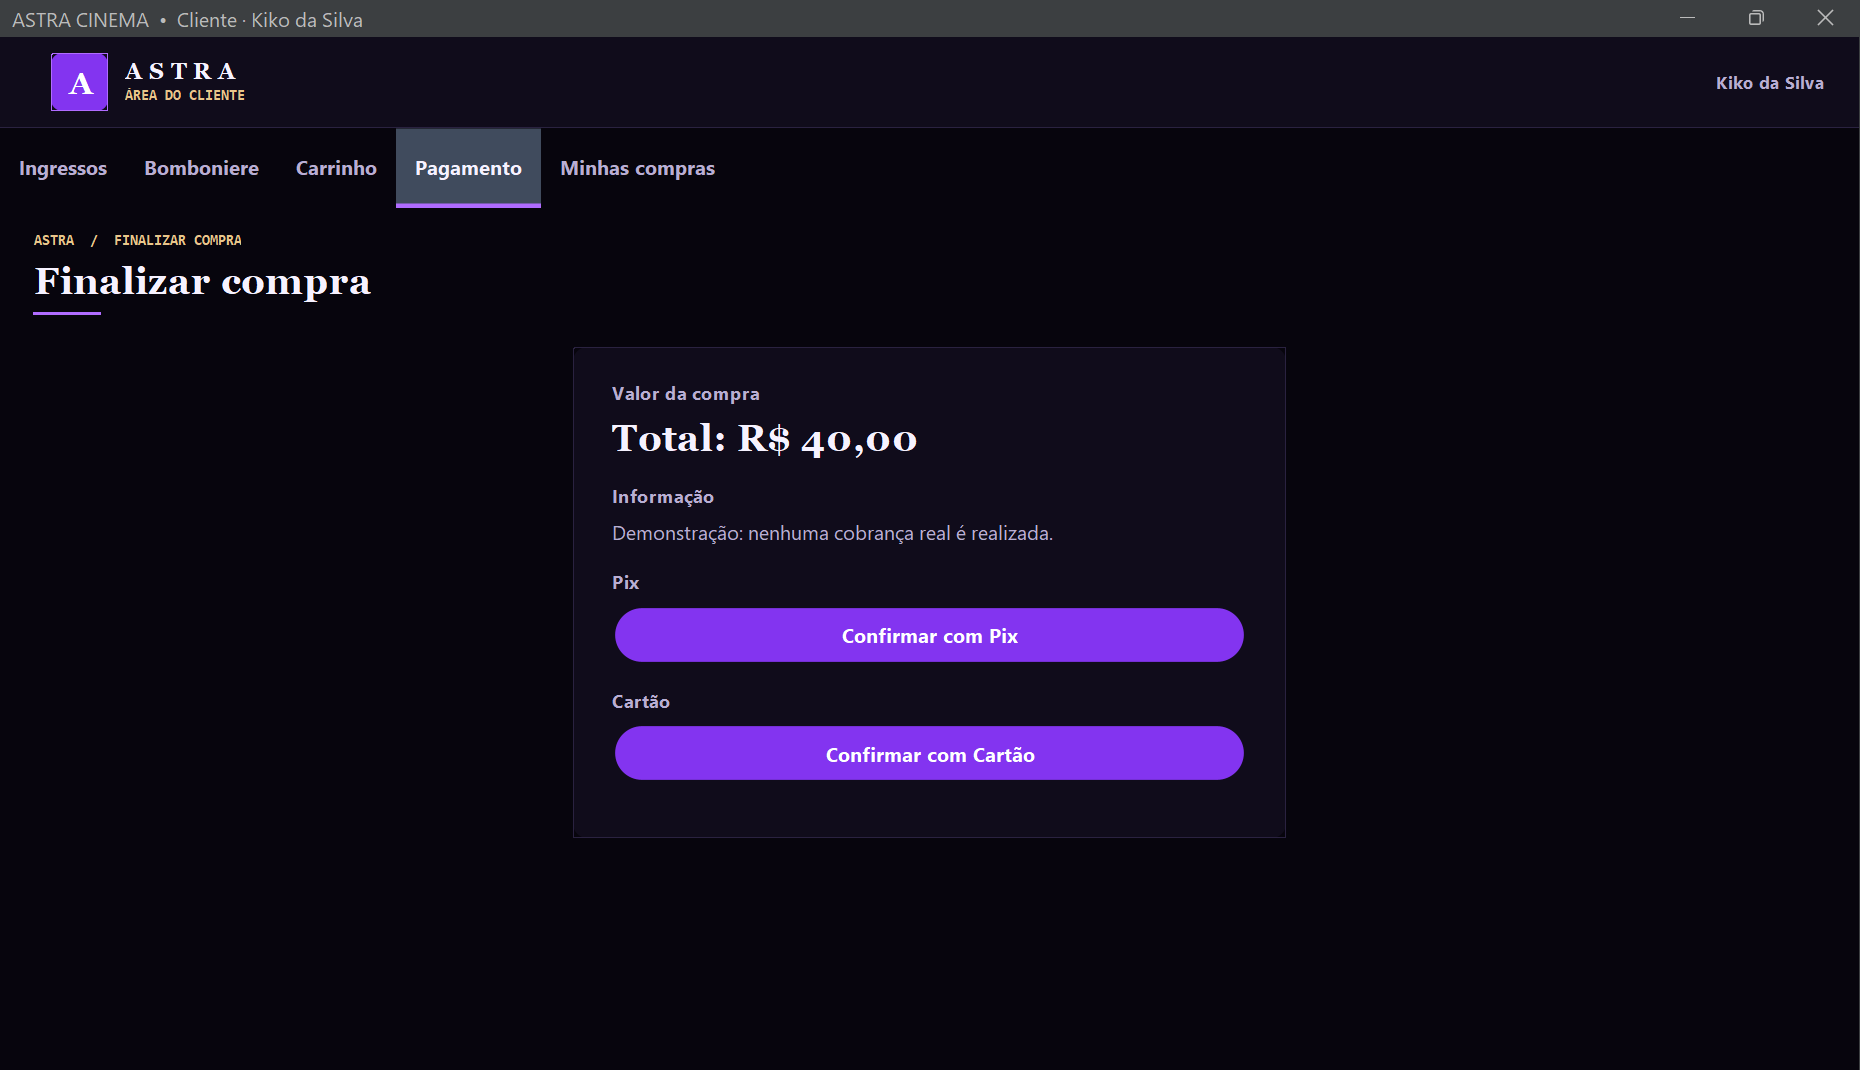 ASTRA CINEMA • Cliente · Kiko da Silva
A
ASTRA
ÁREA DO CLIENTE
Kiko da Silva
Ingressos Bomboniere Carrinho Pagamento Minhas compras
ASTRA / FINALIZAR COMPRA
Finalizar compra
Valor da compra
Total: R$ 40,00
Informação
Demonstração: nenhuma cobrança real é realizada.
Pix
Confirmar com Pix
Cartão
Confirmar com Cartão